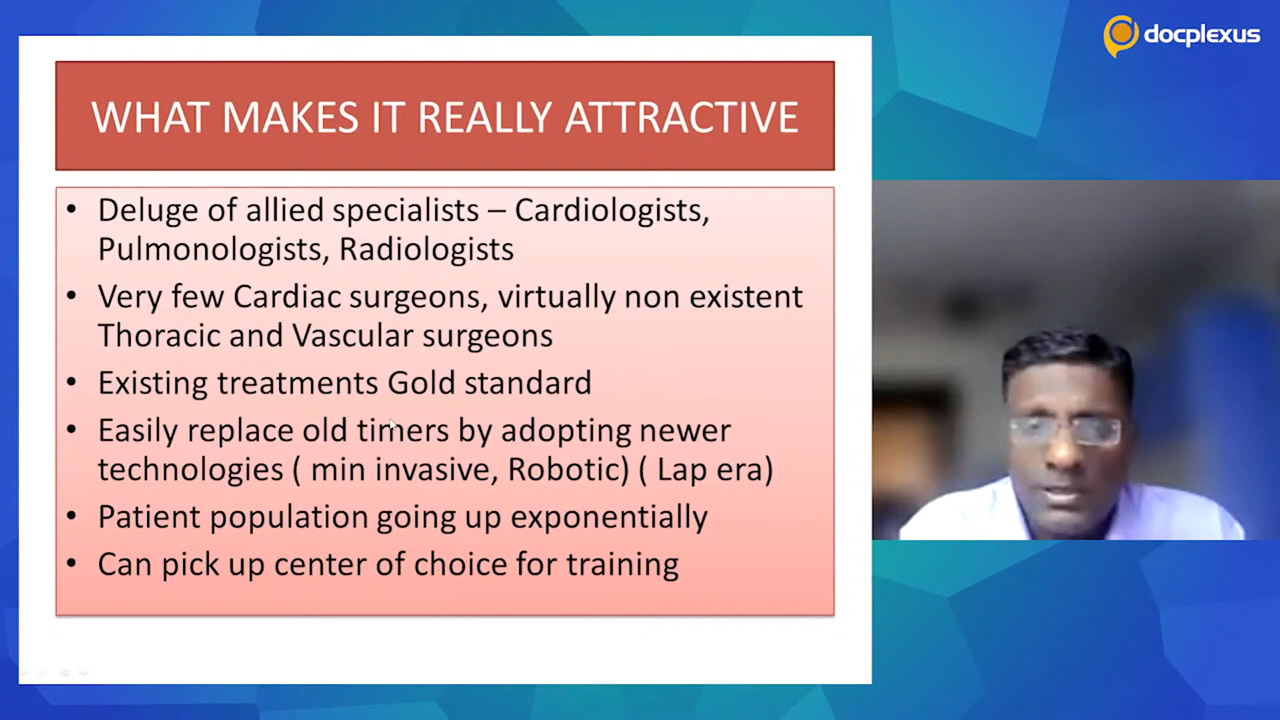 docplexus
WHAT MAKES IT REALLY ATTRACTIVE
• Deluge of allied specialists – Cardiologists,
Pulmonologists, Radiologists
• Very few Cardiac surgeons, virtually non existent
Thoracic and Vascular surgeons
• Existing treatments Gold standard
• Easily replace old timers by adopting newer
technologies ( min invasive, Robotic) ( Lap era)
• Patient population going up exponentially
• Can pick up center of choice for training